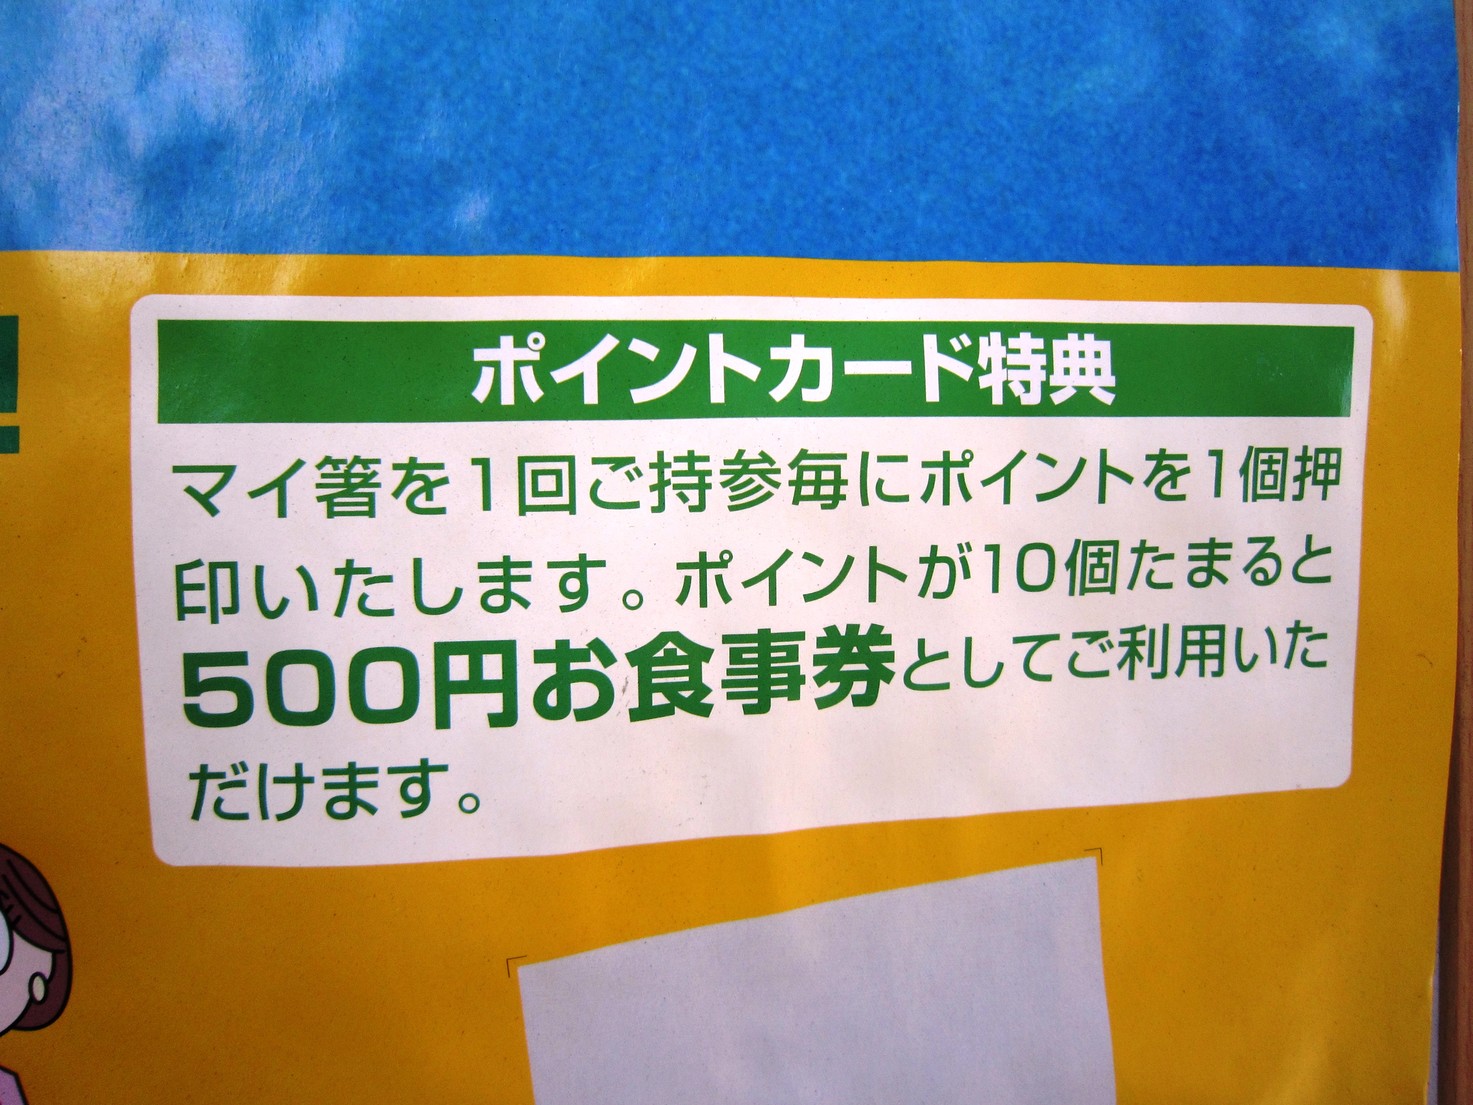 !
ポイントカード特典
マイ箸を1回ご持参毎にポイントを1個押
印いたします。ポイントが10個たまると
500円お食事券としてご利用いた
だけます。